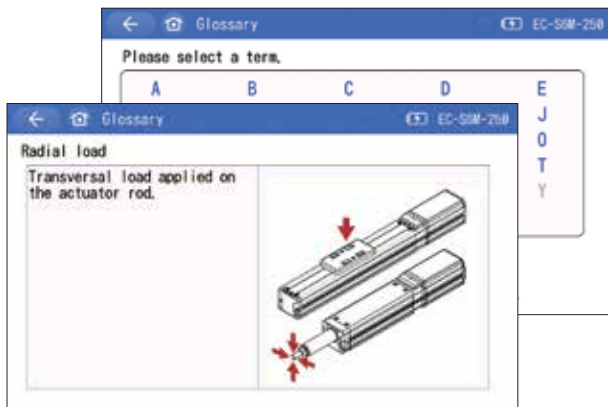 Glossary
EC-S6M-250
Please select a term.
A B C D E
J
O
T
Y
Glossary
EC-S6M-250
Radial load
Transversal load applied on
the actuator rod.